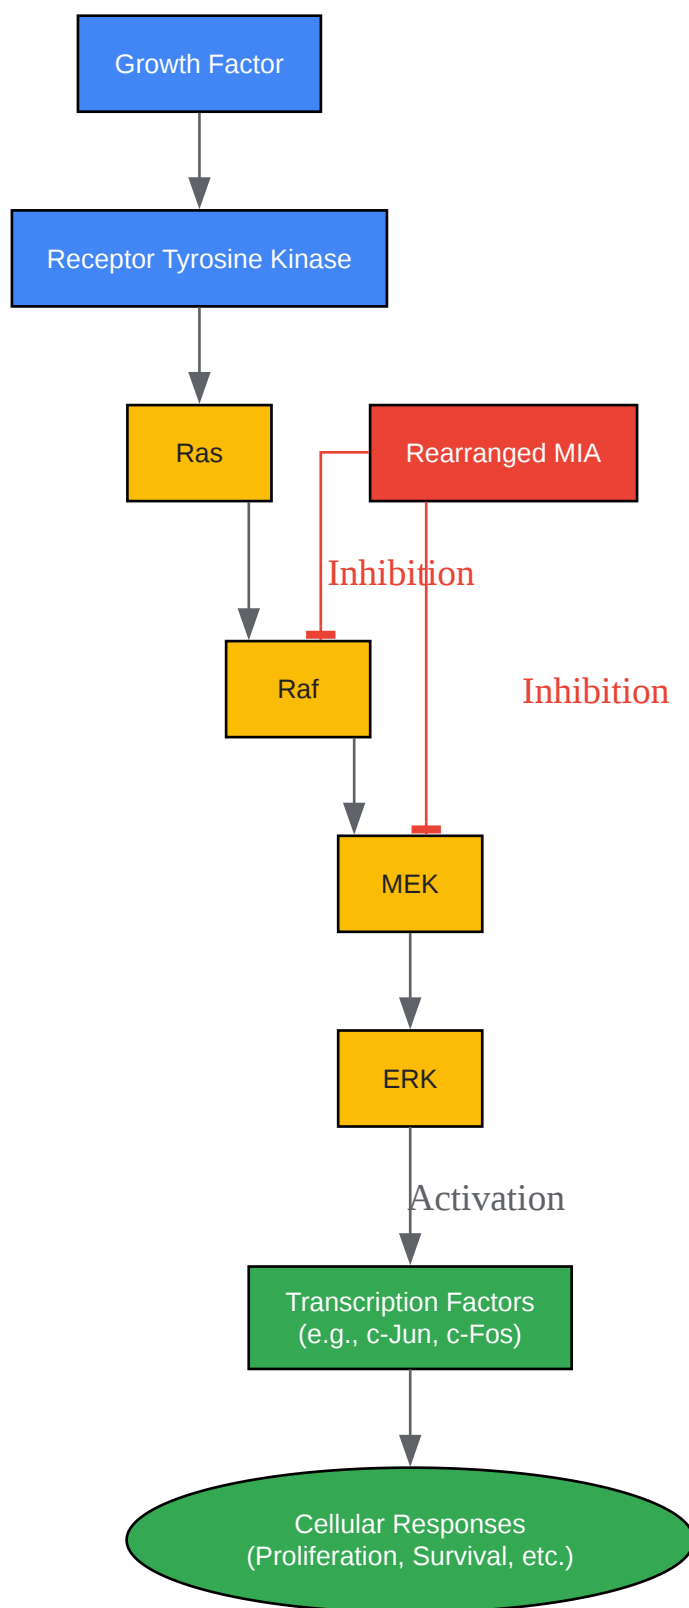 Growth Factor
Receptor Tyrosine Kinase
Ras
Rearranged MIA
Inhibition
Raf
Inhibition
MEK
ERK
Activation
Transcription Factors
(e.g., c-Jun, c-Fos)
Cellular Responses
(Proliferation, Survival, etc.)